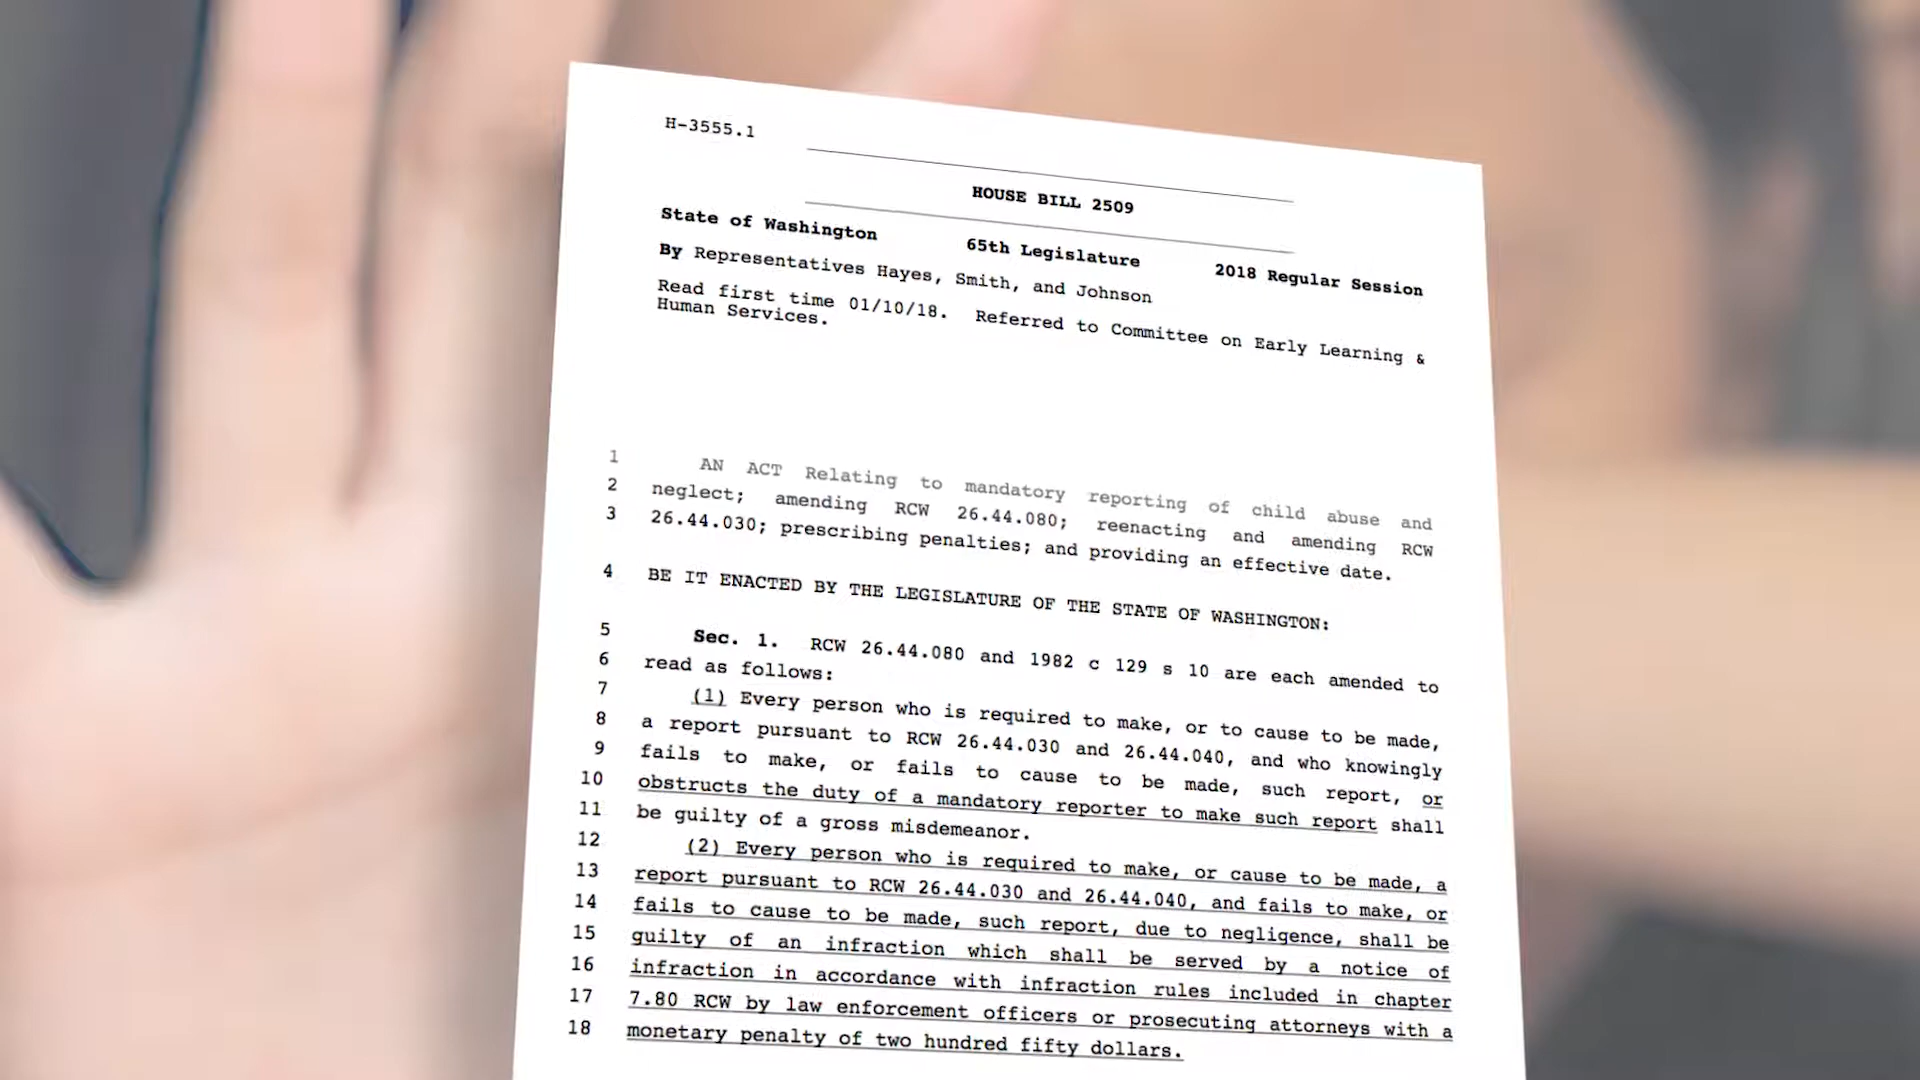 H-3555.1
HOUSE BILL 2509
State of Washington 65th Legislature 2018 Regular Session
By Representatives Hayes, Smith, and Johnson
Read first time 01/10/18. Referred to Committee on Early Learning &
Human Services.
1 AN ACT Relating to mandatory reporting of child abuse and
2 neglect; amending RCW 26.44.080; reenacting and amending RCW
3 26.44.030; prescribing penalties; and providing an effective date.
4 BE IT ENACTED BY THE LEGISLATURE OF THE STATE OF WASHINGTON:
5 Sec. 1. RCW 26.44.080 and 1982 c 129 s 10 are each amended to
6 read as follows:
7 (1) Every person who is required to make, or to cause to be made,
8 a report pursuant to RCW 26.44.030 and 26.44.040, and who knowingly
9 fails to make, or fails to cause to be made, such report, or
10 obstructs the duty of a mandatory reporter to make such report shall
11 be guilty of a gross misdemeanor.
12 (2) Every person who is required to make, or cause to be made, a
13 report pursuant to RCW 26.44.030 and 26.44.040, and fails to make, or
14 fails to cause to be made, such report, due to negligence, shall be
15 guilty of an infraction which shall be served by a notice of
16 infraction in accordance with infraction rules included in chapter
17 7.80 RCW by law enforcement officers or prosecuting attorneys with a
18 monetary penalty of two hundred fifty dollars.